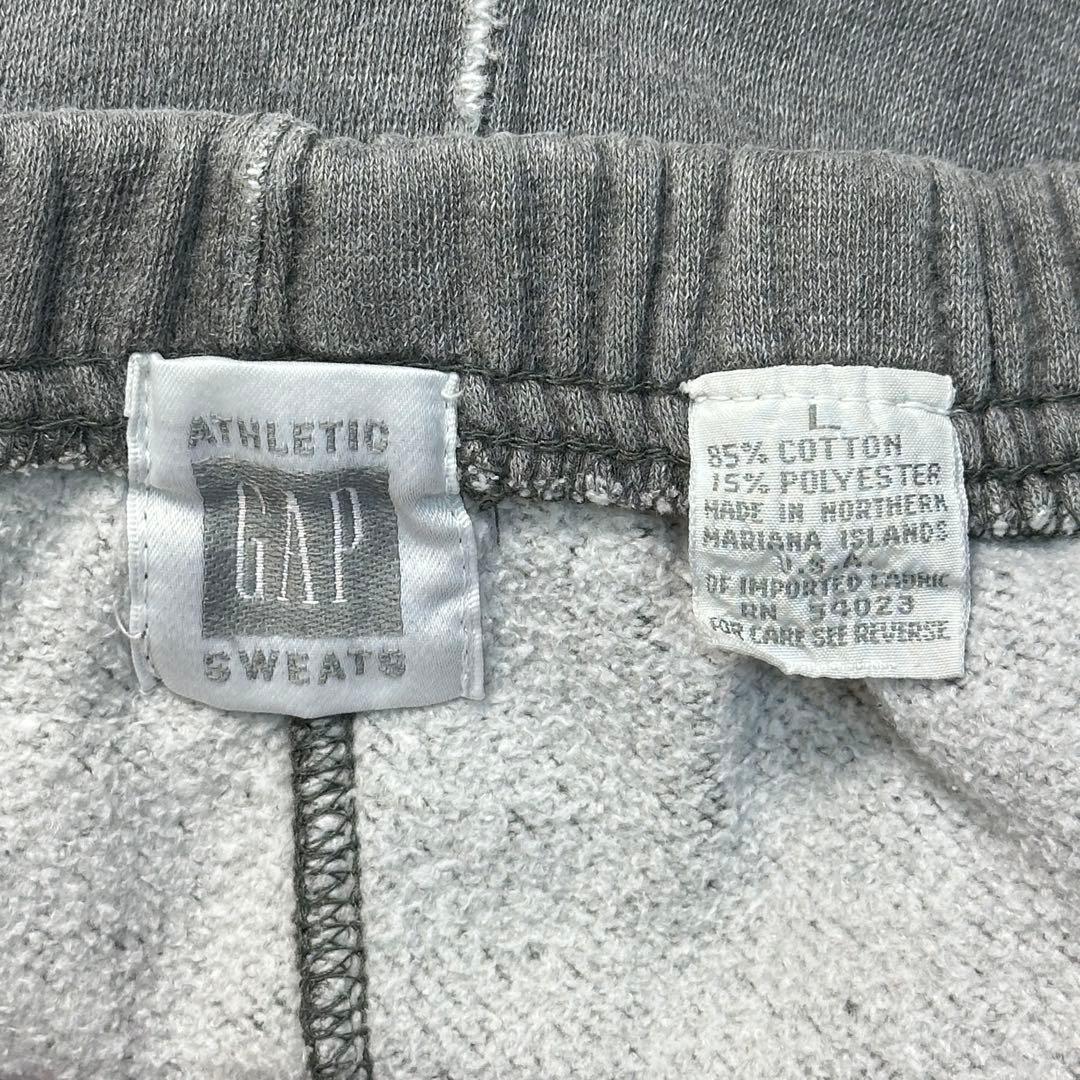 ATHLETIC
GAP
SWEATS
L
85% COTTON
15% POLYESTER
MADE IN NORTHERN
MARIANA ISLANDS
U.S.A.
OF IMPORTED FABRIC
RN 54023
FOR CARE SEE REVERSE